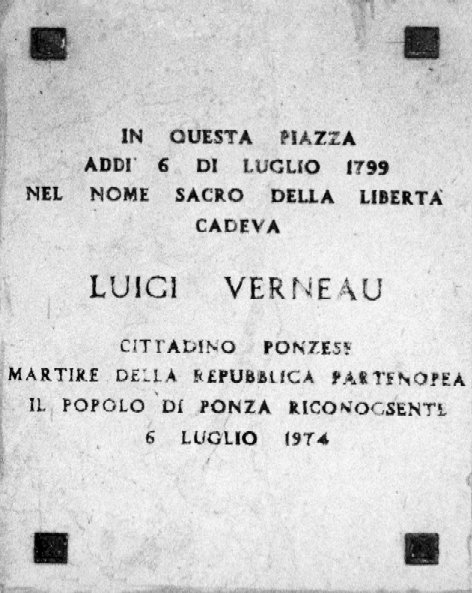 IN QUESTA PIAZZA
ADDI' 6 DI LUGLIO 1799
NEL NOME SACRO DELLA LIBERTA'
CADEVA
LUIGI VERNEAU
CITTADINO PONZESE
MARTIRE DELLA REPUBBLICA PARTENOPEA
IL POPOLO DI PONZA RICONOCSENTE
6 LUGLIO 1974